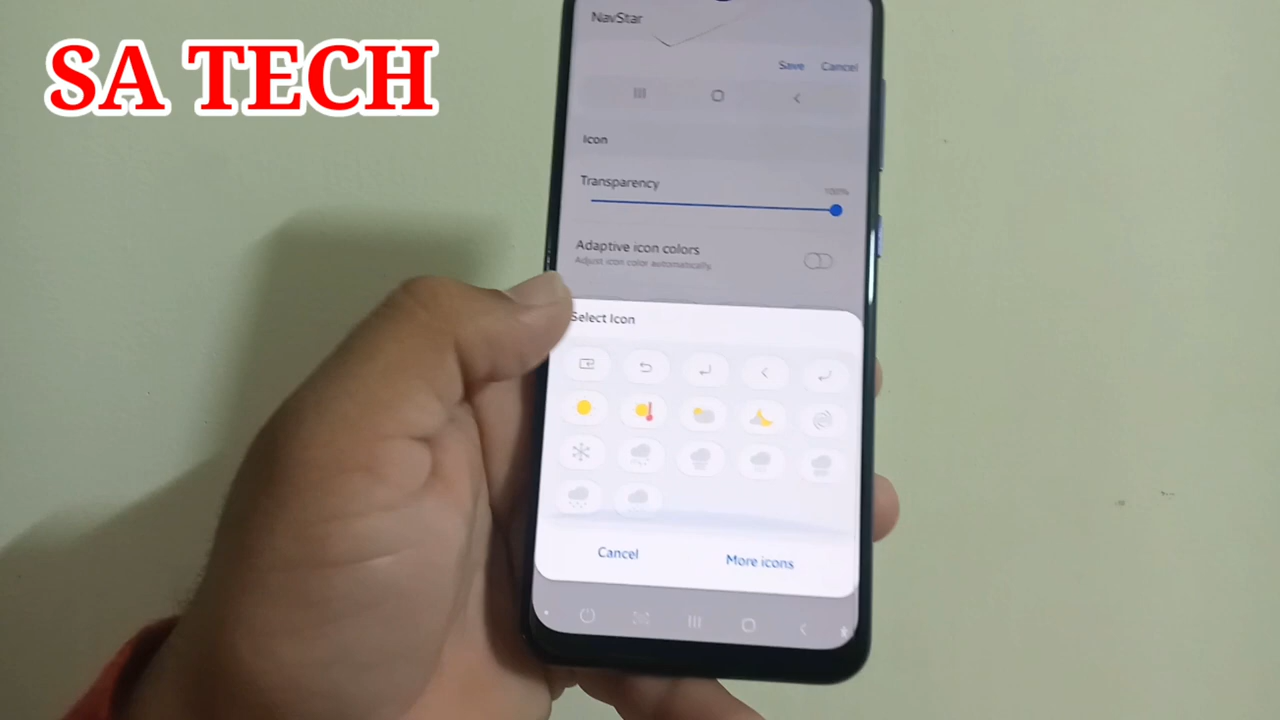 SA TECH
NavStar
Save Cancel
Icon
Transparency
100%
Adaptive icon colors
Adjust icon color automatically
Select Icon
Cancel More icons